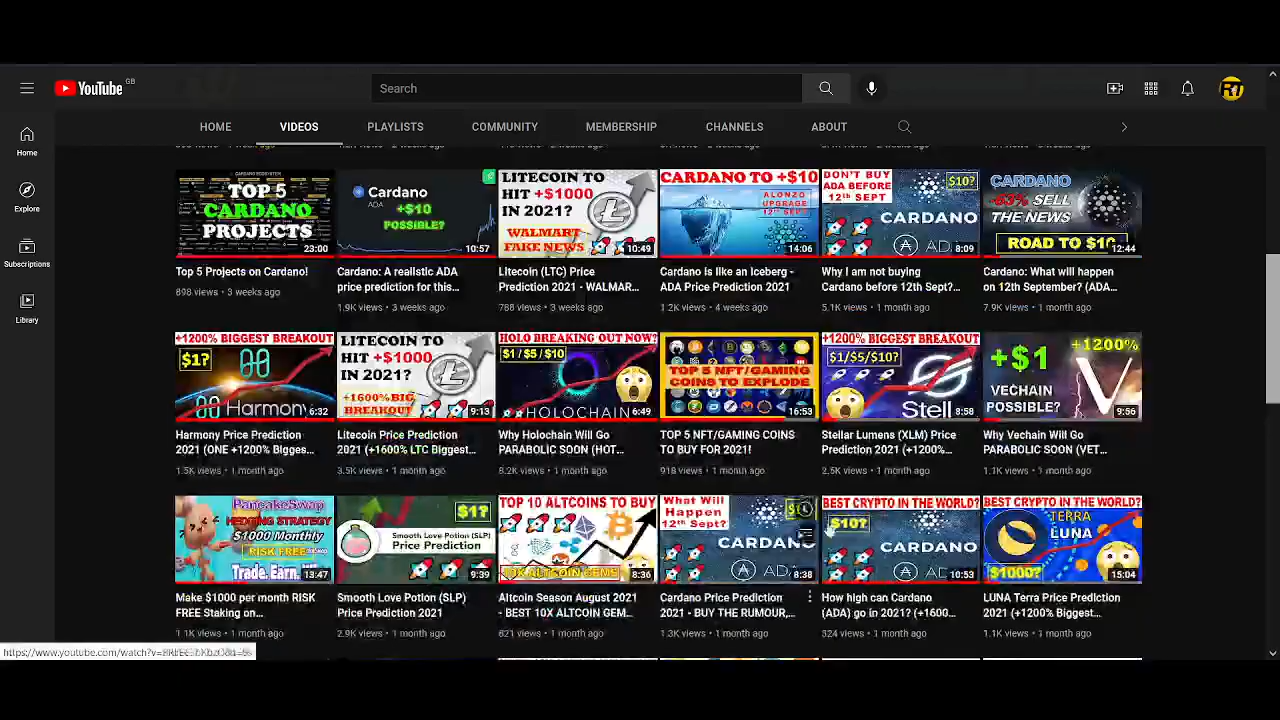 YouTube GB
Search
HOME
VIDEOS
PLAYLISTS
COMMUNITY
MEMBERSHIP
CHANNELS
ABOUT
Home
Explore
Subscriptions
Library
TOP 5
CARDANO
PROJECTS
23:00
Top 5 Projects on Cardano!
898 views • 3 weeks ago
Cardano
ADA
+$10
POSSIBLE?
10:57
Cardano: A realistic ADA
price prediction for this...
1.9K views • 3 weeks ago
LITECOIN TO
HIT +$1000
IN 2021?
WALMART
FAKE NEWS
10:49
Litecoin (LTC) Price
Prediction 2021 - WALMAR...
788 views • 3 weeks ago
CARDANO TO +$10
ALONZO
UPGRADE
12TH SEPT
14:06
Cardano is like an Iceberg -
ADA Price Prediction 2021
1.2K views • 4 weeks ago
DON'T BUY
ADA BEFORE
12th SEPT
$10?
CARDANO
8:09
Why I am not buying
Cardano before 12th Sept?...
5.1K views • 1 month ago
CARDANO
-63% SELL
THE NEWS
ROAD TO $10
12:44
Cardano: What will happen
on 12th September? (ADA...
7.9K views • 1 month ago
+1200% BIGGEST BREAKOUT
$1?
Harmony
6:32
Harmony Price Prediction
2021 (ONE +1200% Bigges...
1.5K views • 1 month ago
LITECOIN TO
HIT +$1000
IN 2021?
+1600% BIG
BREAKOUT
9:13
Litecoin Price Prediction
2021 (+1600% LTC Biggest...
3.5K views • 1 month ago
HOLO BREAKING OUT NOW?
$1 / $5 / $10
HOLOCHAIN
6:49
Why Holochain Will Go
PARABOLIC SOON (HOT...
8.2K views • 1 month ago
TOP 5 NFT/GAMING
COINS TO EXPLODE
16:53
TOP 5 NFT/GAMING COINS
TO BUY FOR 2021!
918 views • 1 month ago
+1200% BIGGEST BREAKOUT
$1/$5/$10?
Stell
8:58
Stellar Lumens (XLM) Price
Prediction 2021 (+1200%...
2.5K views • 1 month ago
+$1
+1200%
VECHAIN
POSSIBLE?
9:56
Why Vechain Will Go
PARABOLIC SOON (VET...
1.1K views • 1 month ago
PancakeSwap
HEDGING STRATEGY
$1000 Monthly
RISK FREE
Trade. Earn.
13:47
Make $1000 per month RISK
FREE Staking on...
1.1K views • 1 month ago
$1?
Smooth Love Potion (SLP)
Price Prediction
9:39
Smooth Love Potion (SLP)
Price Prediction 2021
2.9K views • 1 month ago
TOP 10 ALTCOINS TO BUY
10X ALTCOIN GEMS
8:36
Altcoin Season August 2021
- BEST 10X ALTCOIN GEM...
821 views • 1 month ago
What Will
Happen
12th Sept?
CARDANO
8:38
Cardano Price Prediction
2021 - BUY THE RUMOUR,...
1.3K views • 1 month ago
BEST CRYPTO IN THE WORLD?
$10?
CARDANO
10:53
How high can Cardano
(ADA) go in 2021? (+1600...
324 views • 1 month ago
BEST CRYPTO IN THE WORLD?
TERRA
LUNA
$1000?
15:04
LUNA Terra Price Prediction
2021 (+1200% Biggest...
1.1K views • 1 month ago